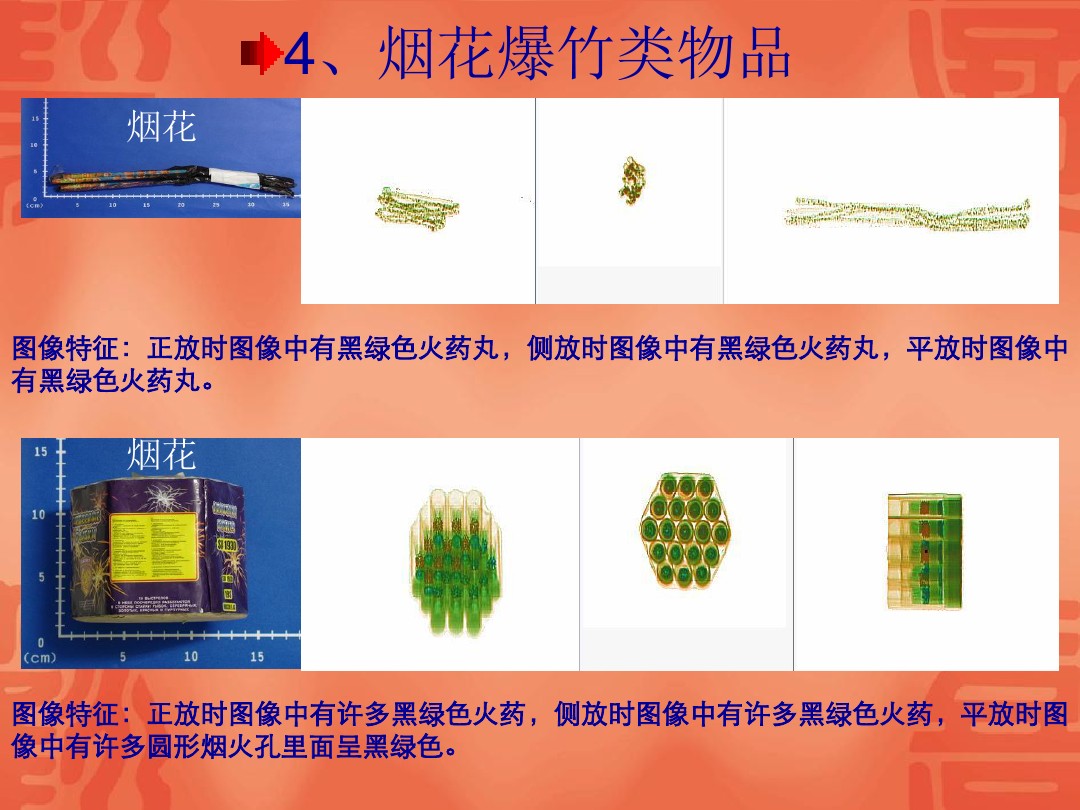 4、烟花爆竹类物品
烟花
15
10
5
0
(cm)
5
10
15
20
25
30
35
图像特征：正放时图像中有黑绿色火药丸，侧放时图像中有黑绿色火药丸，平放时图像中
有黑绿色火药丸。
烟花
15
10
5
0
(cm)
5
10
15
图像特征：正放时图像中有许多黑绿色火药，侧放时图像中有许多黑绿色火药，平放时图
像中有许多圆形烟火孔里面呈黑绿色。